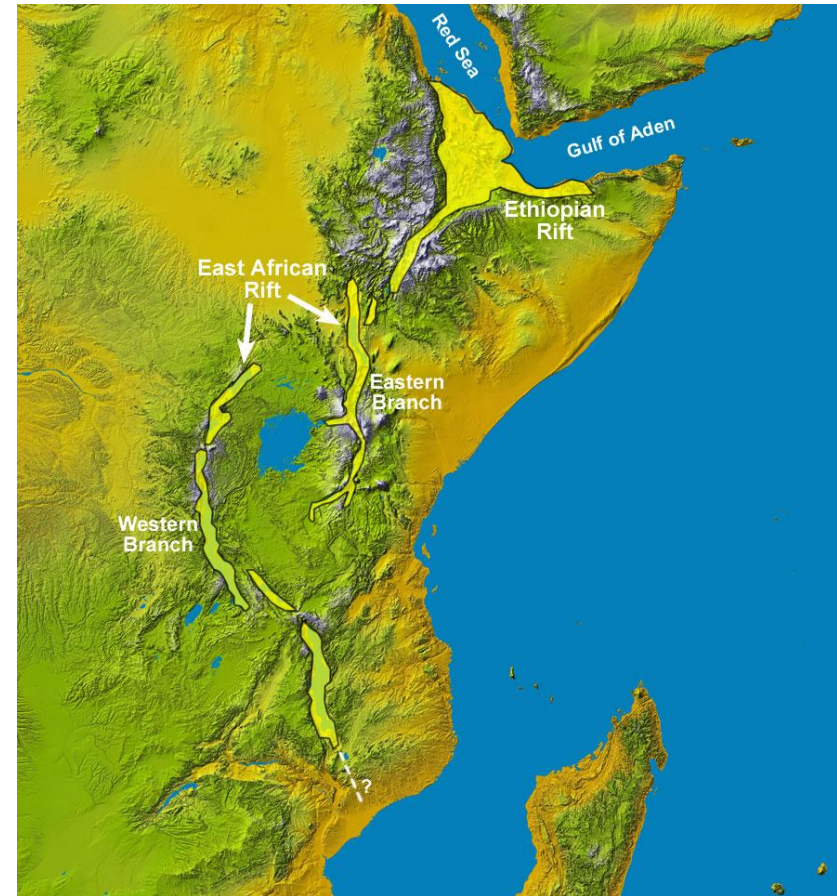 Red Sea
Gulf of Aden
Ethiopian
Rift
East African
Rift
Eastern
Branch
Western
Branch
?